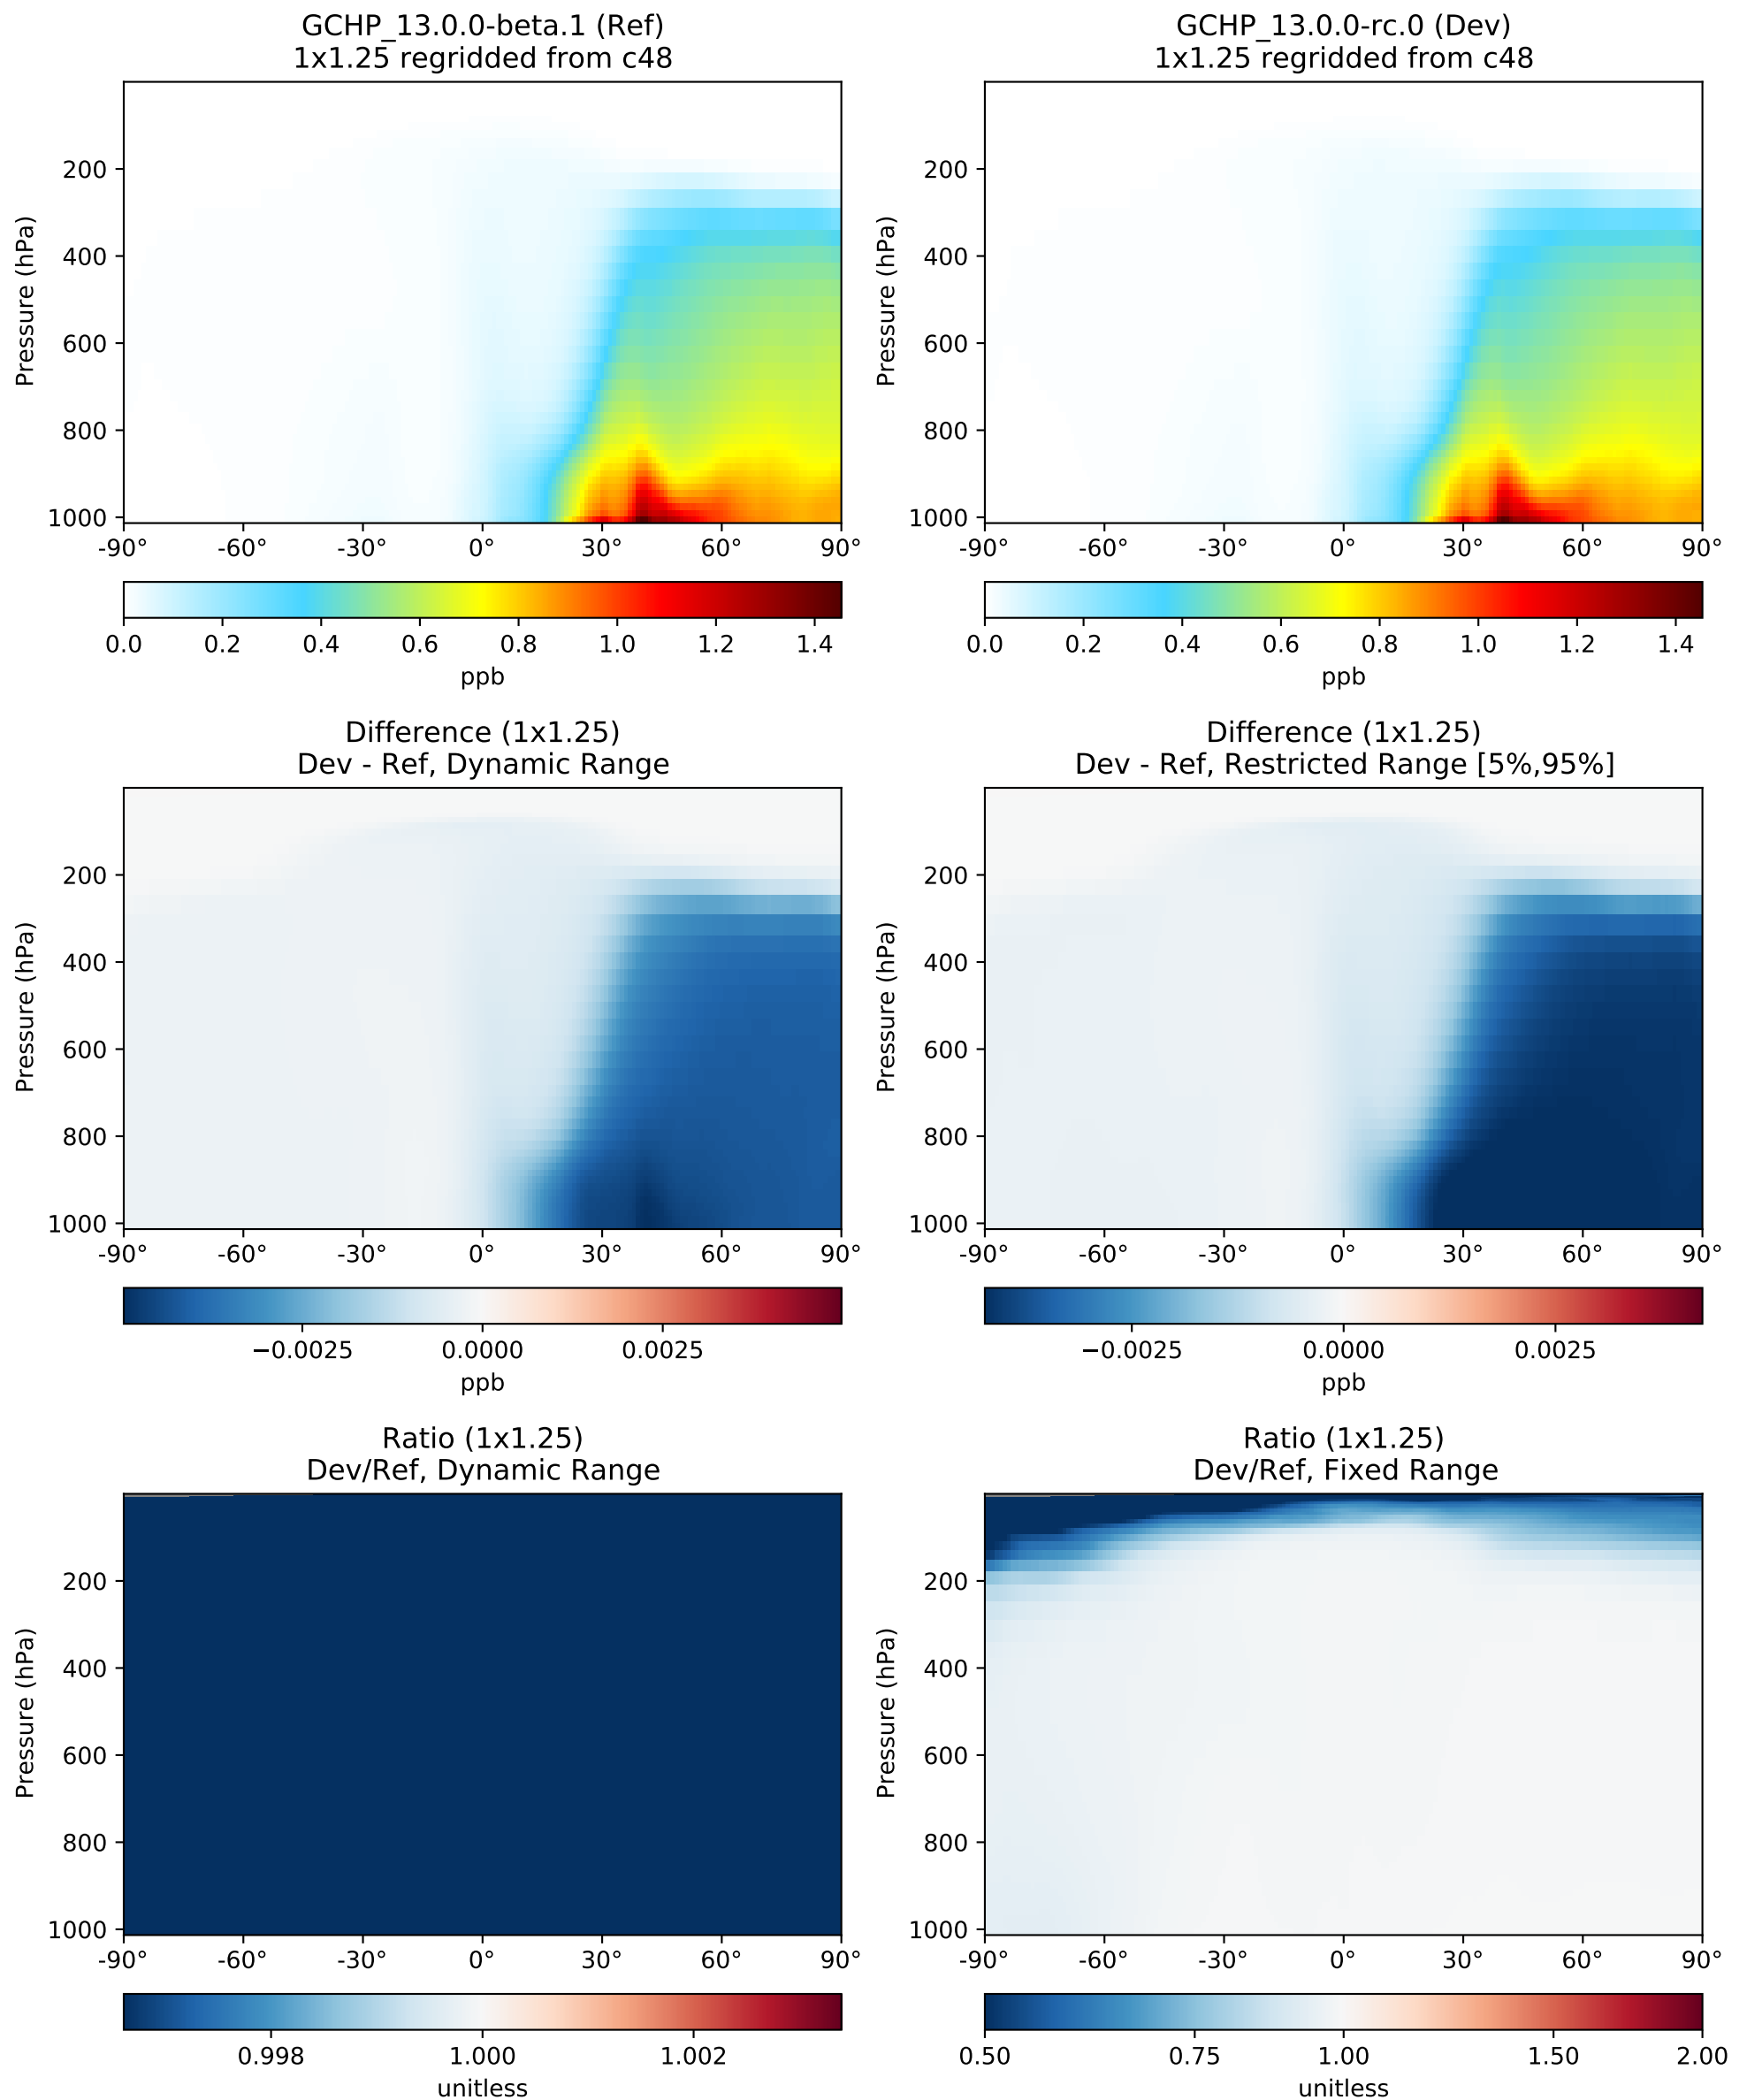 GCHP_13.0.0-beta.1 (Ref)
1x1.25 regridded from c48
Pressure (hPa)
200
400
600
800
1000
-90° -60° -30° 0° 30° 60° 90°
0.0 0.2 0.4 0.6 0.8 1.0 1.2 1.4
ppb
GCHP_13.0.0-rc.0 (Dev)
1x1.25 regridded from c48
Pressure (hPa)
200
400
600
800
1000
-90° -60° -30° 0° 30° 60° 90°
0.0 0.2 0.4 0.6 0.8 1.0 1.2 1.4
ppb
Difference (1x1.25)
Dev - Ref, Dynamic Range
Pressure (hPa)
200
400
600
800
1000
-90° -60° -30° 0° 30° 60° 90°
−0.0025 0.0000 0.0025
ppb
Difference (1x1.25)
Dev - Ref, Restricted Range [5%,95%]
Pressure (hPa)
200
400
600
800
1000
-90° -60° -30° 0° 30° 60° 90°
−0.0025 0.0000 0.0025
ppb
Ratio (1x1.25)
Dev/Ref, Dynamic Range
Pressure (hPa)
200
400
600
800
1000
-90° -60° -30° 0° 30° 60° 90°
0.998 1.000 1.002
unitless
Ratio (1x1.25)
Dev/Ref, Fixed Range
Pressure (hPa)
200
400
600
800
1000
-90° -60° -30° 0° 30° 60° 90°
0.50 0.75 1.00 1.50 2.00
unitless